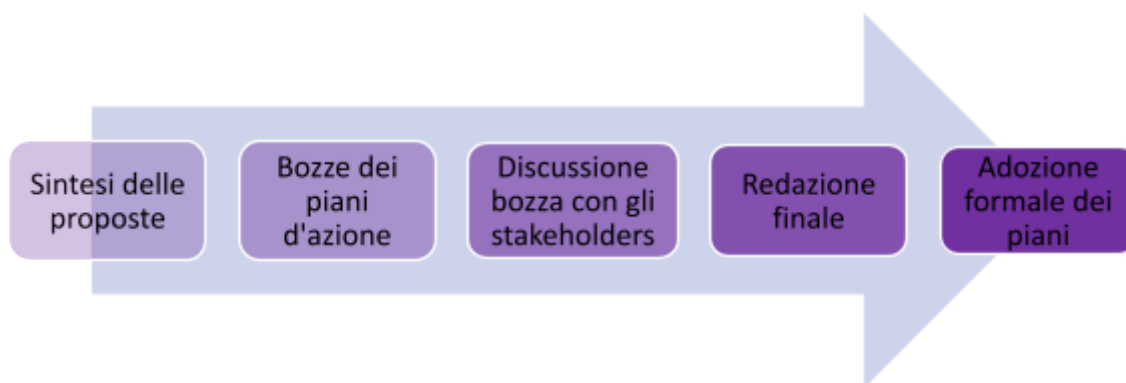 Sintesi delle
proposte
Bozze dei
piani
d'azione
Discussione
bozza con gli
stakeholders
Redazione
finale
Adozione
formale dei
piani